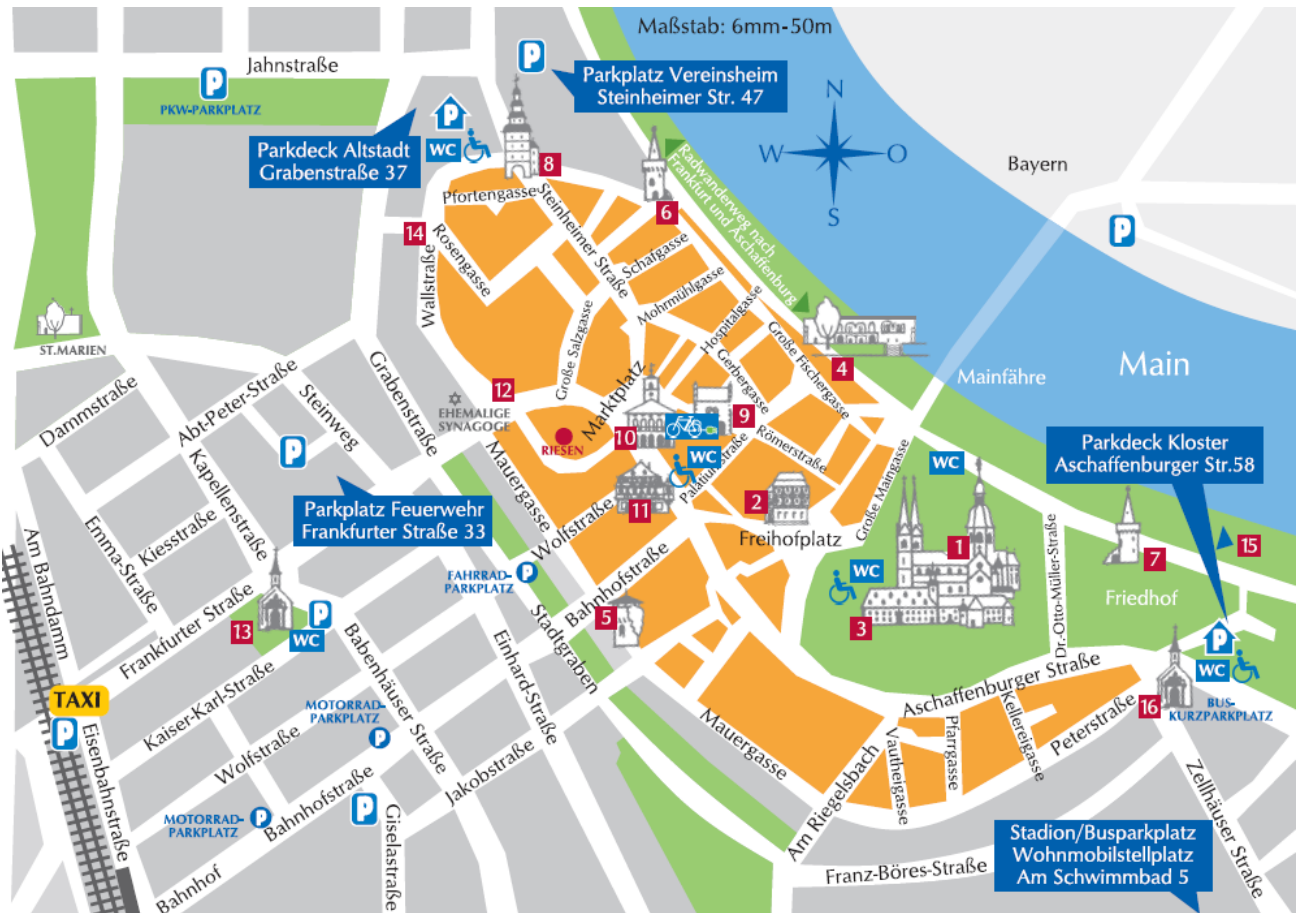 Maßstab: 6mm-50m
Jahnstraße
P
PKW-PARKPLATZ
P
Parkplatz Vereinsheim
Steinheimer Str. 47
P
WC
Parkdeck Altstadt
Grabenstraße 37
N
W
O
S
Bayern
P
8
6
Radwanderweg nach
Frankfurt und Aschaffenburg
Pfortengasse
Steinheimer Straße
14
Rosengasse
Wallstraße
Schafgasse
Mohrmühlgasse
Hospitalgasse
Große Salzgasse
Gerbergasse
Große Fischergasse
4
ST.MARIEN
Main
Mainfähre
Dammstraße
Abt-Peter-Straße
Steinweg
Grabenstraße
12
EHEMALIGE
SYNAGOGE
Marktplatz
RIESEN
10
9
Römerstraße
WC
Palatiumstraße
11
2
Freihofplatz
Große Maingasse
WC
Parkdeck Kloster
Aschaffenburger Str.58
P
Parkplatz Feuerwehr
Frankfurter Straße 33
Kapellenstraße
Kiesstraße
Emma-Straße
Am Bahndamm
Mauergasse
Wolfstraße
Bahnhofstraße
FAHRRAD-
PARKPLATZ
P
Stadtgraben
5
1
WC
3
Dr.-Otto-Müller-Straße
7
15
Friedhof
P
WC
16
BUS-
KURZPARKPLATZ
Frankfurter Straße
13
P
WC
Kaiser-Karl-Straße
Babenhäuser Straße
Einhard-Straße
TAXI
P
Eisenbahnstraße
MOTORRAD-
PARKPLATZ
P
Wolfstraße
Bahnhofstraße
MOTORRAD-
PARKPLATZ
P
P
Giselastraße
Jakobstraße
Bahnhof
Mauergasse
Am Riegelsbach
Vautheigasse
Pfarrgasse
Kellereigasse
Aschaffenburger Straße
Peterstraße
Zellhäuser Straße
Franz-Böres-Straße
Stadion/Busparkplatz
Wohnmobilstellplatz
Am Schwimmbad 5